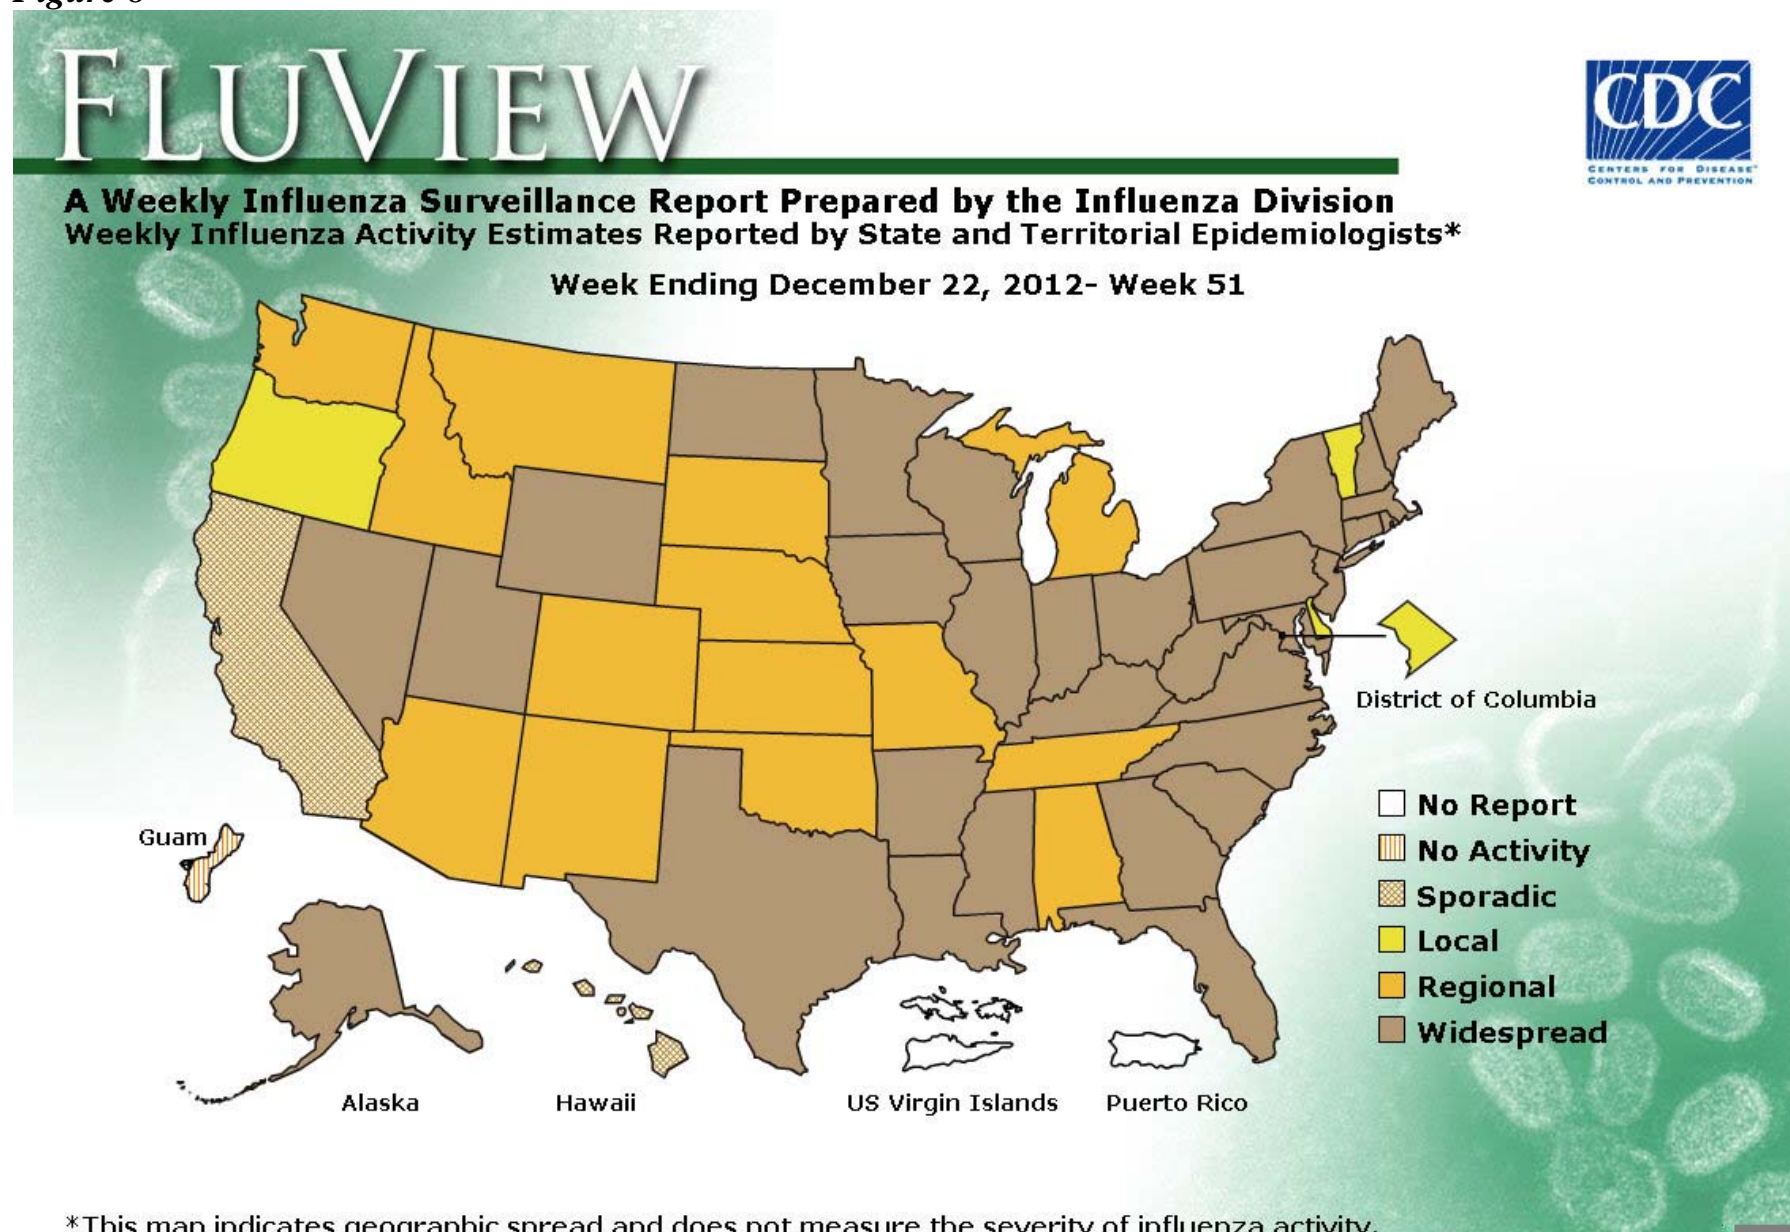 Figure
FLUVIEW
CDC
CENTERS FOR DISEASE
CONTROL AND PREVENTION
A Weekly Influenza Surveillance Report Prepared by the Influenza Division
Weekly Influenza Activity Estimates Reported by State and Territorial Epidemiologists*
Week Ending December 22, 2012- Week 51
District of Columbia
No Report
Guam
No Activity
Sporadic
Local
Regional
Widespread
Alaska
Hawaii
US Virgin Islands
Puerto Rico
*This map indicates geographic spread and does not measure the severity of influenza activity.